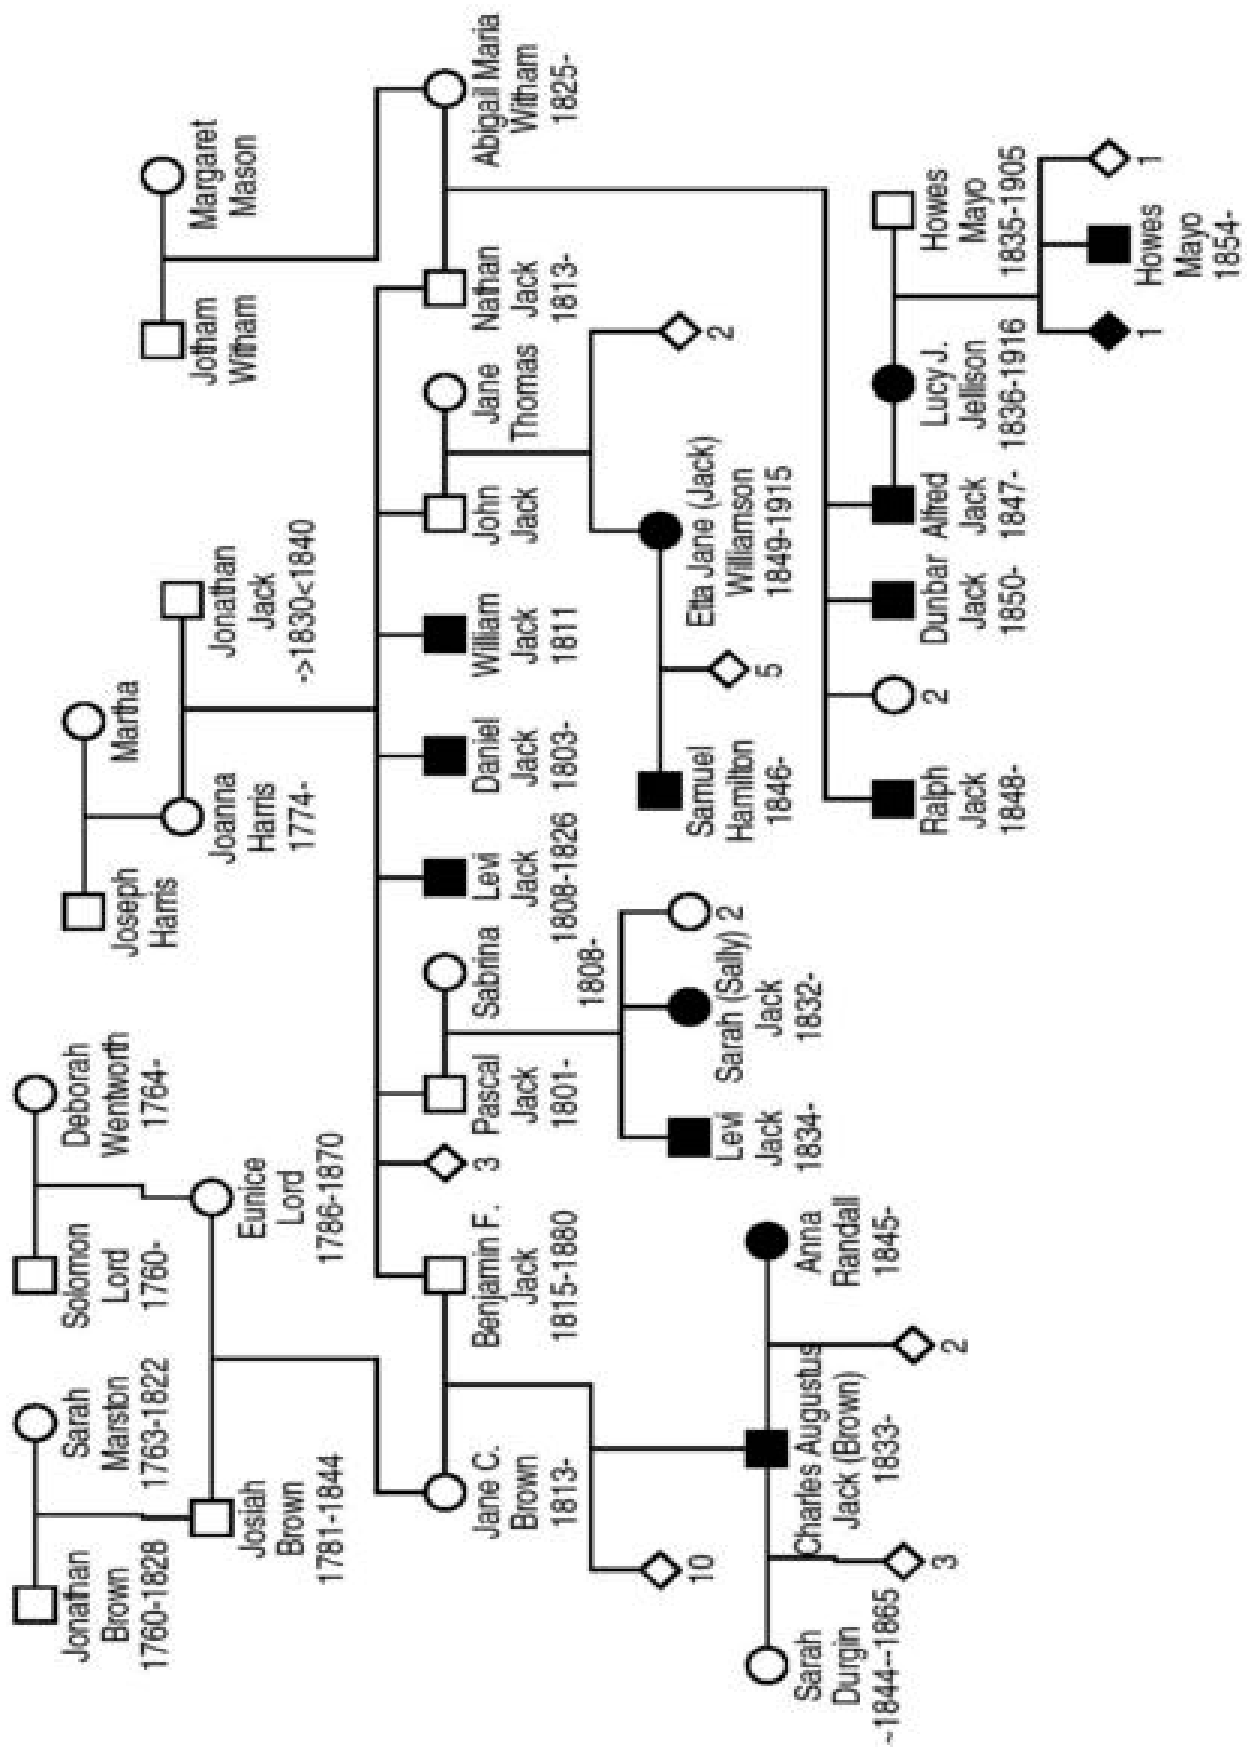 Jonathan
Brown
1760-1828
Sarah
Marston
1763-1822
Solomon
Lord
1760-
Deborah
Wentworth
1764-
Joseph
Harris
Martha
Josiah
Brown
1781-1844
Eunice
Lord
1786-1870
Joanna
Harris
1774-
Jonathan
Jack
->1830<1840
Jotham
Witham
Margaret
Mason
Jane C.
Brown
1813-
Benjamin F.
Jack
1815-1880
3
Pascal
Jack
1801-
Sabrina
1808-
Levi
Jack
1808-1826
Daniel
Jack
1803-
William
Jack
1811
John
Jack
Jane
Thomas
Nathan
Jack
1813-
Abigail Maria
Witham
1825-
10
Levi
Jack
1834-
Sarah (Sally)
Jack
1832-
2
Samuel
Hamilton
1846-
5
Etta Jane (Jack)
Williamson
1849-1915
2
Sarah
Durgin
~1844--1865
3
Charles Augustus
Jack (Brown)
1833-
2
Anna
Randall
1845-
Ralph
Jack
1848-
2
Dunbar
Jack
1850-
Alfred
Jack
1847-
Lucy J.
Jellison
1836-1916
Howes
Mayo
1835-1905
1
Howes
Mayo
1854-
1